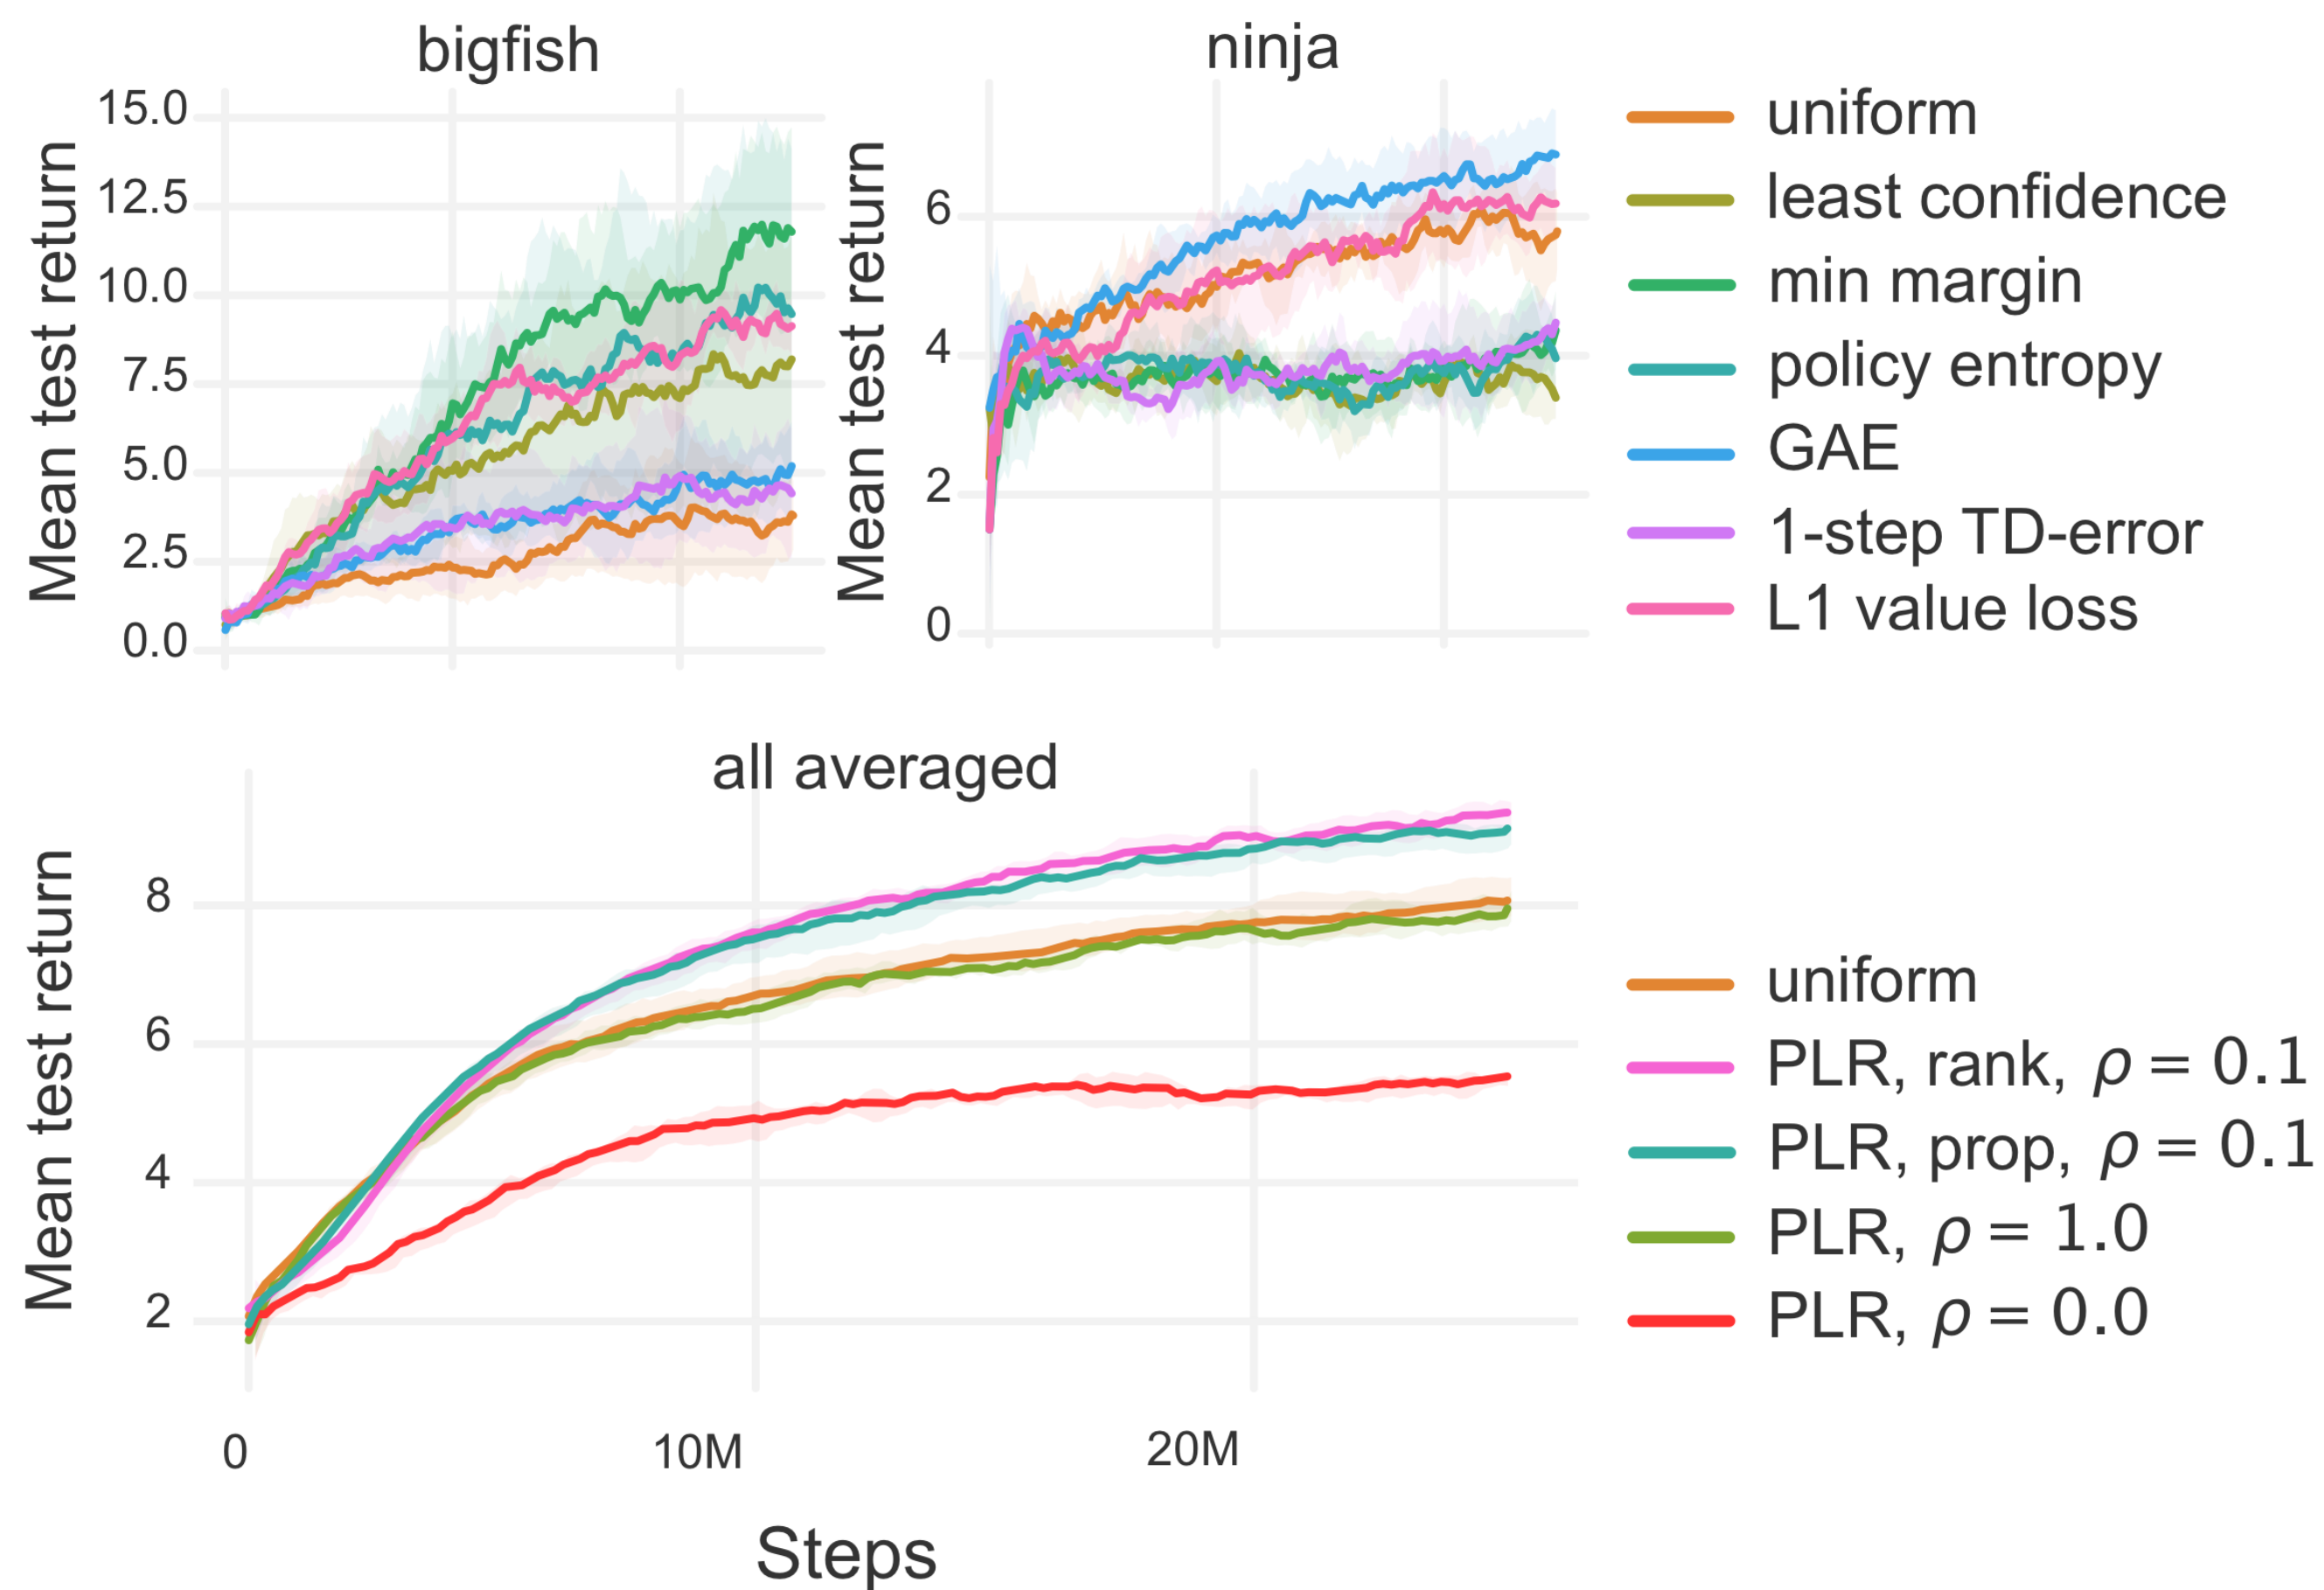 bigfish
Mean test return
15.0
12.5
10.0
7.5
5.0
2.5
0.0
ninja
Mean test return
6
4
2
0
uniform
least confidence
min margin
policy entropy
GAE
1-step TD-error
L1 value loss
all averaged
Mean test return
8
6
4
2
0
10M
20M
Steps
uniform
PLR, rank, ρ = 0.1
PLR, prop, ρ = 0.1
PLR, ρ = 1.0
PLR, ρ = 0.0